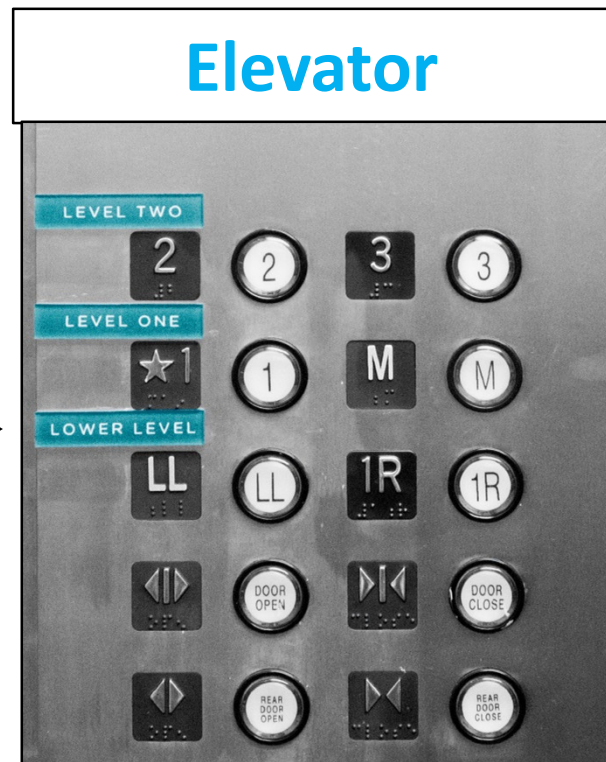 Elevator
LEVEL TWO
2 2 3 3
LEVEL ONE
★1 1 M M
LOWER LEVEL
LL LL 1R 1R
DOOR
OPEN
DOOR
CLOSE
REAR
DOOR
OPEN
REAR
DOOR
CLOSE